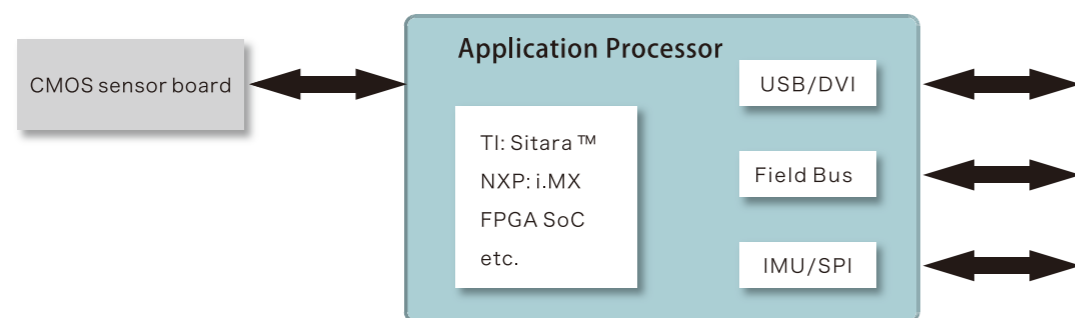 Application Processor
CMOS sensor board
USB/DVI
TI: Sitara™
NXP: i.MX
FPGA SoC
etc.
Field Bus
IMU/SPI